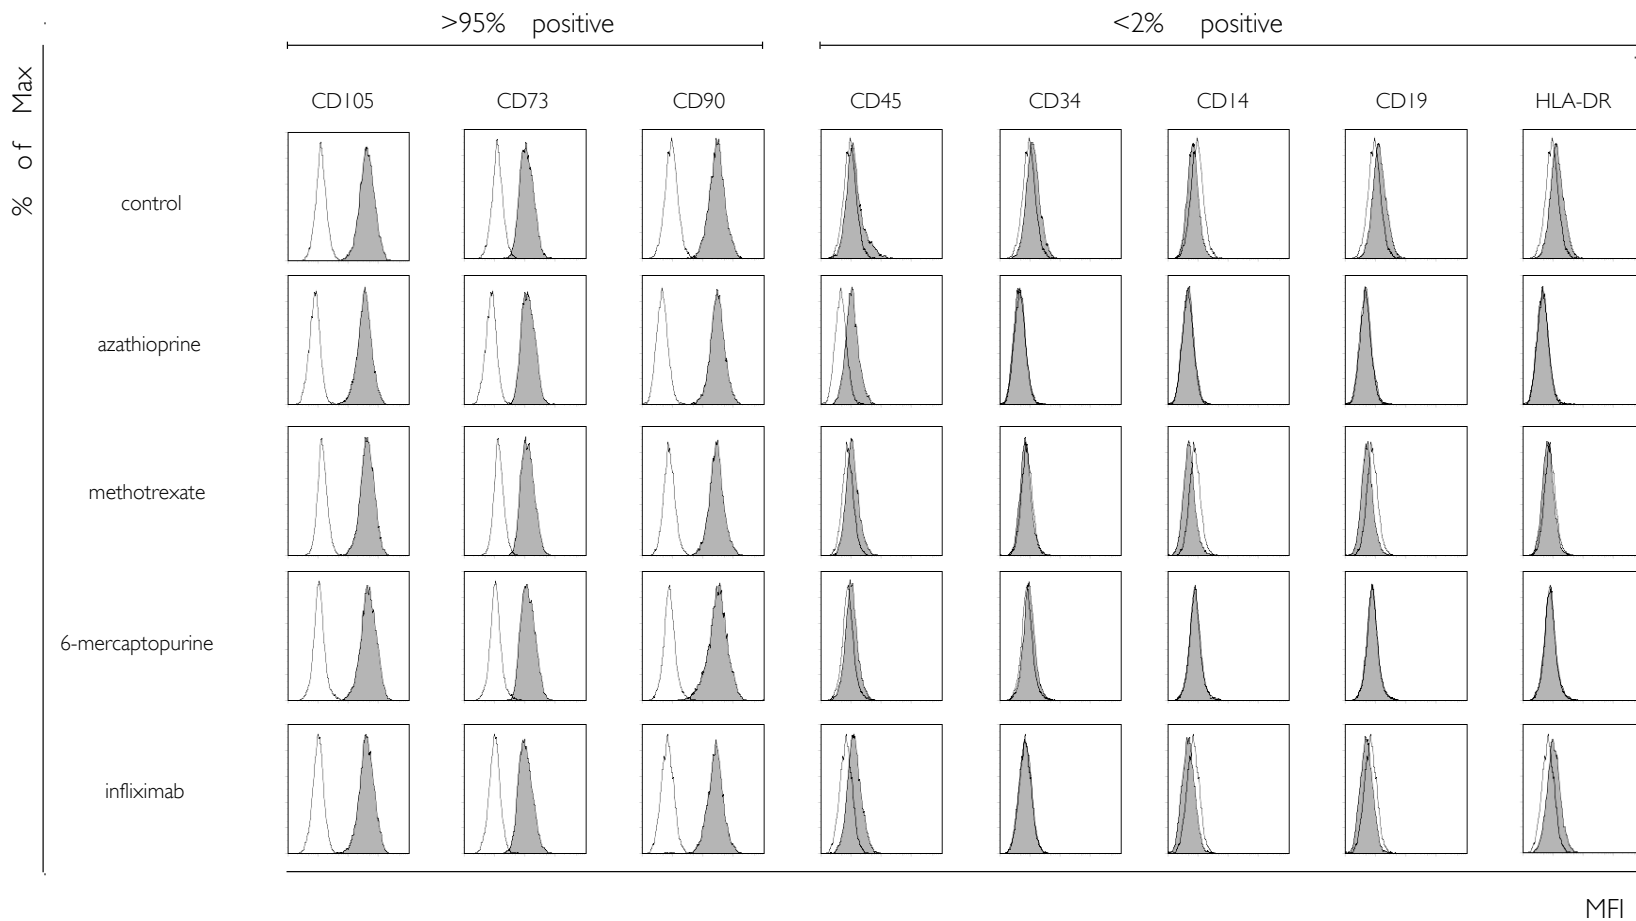 >95% positive
<2% positive
% of Max
CD105 CD73 CD90 CD45 CD34 CD14 CD19 HLA-DR
control
azathioprine
methotrexate
6-mercaptopurine
infliximab
MFI